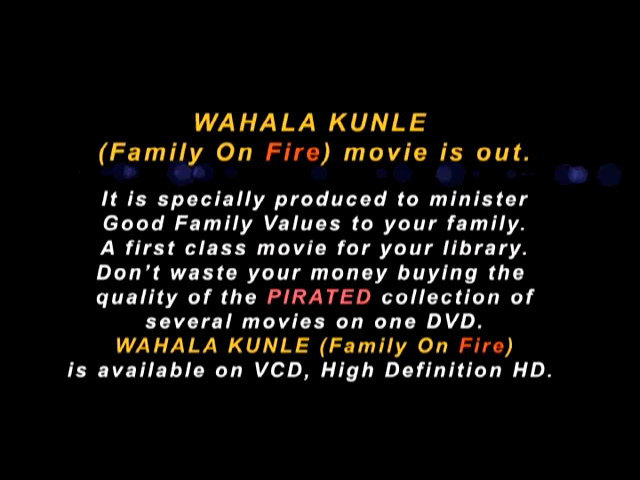 WAHALA KUNLE
(Family On Fire) movie is out.
It is specially produced to minister
Good Family Values to your family.
A first class movie for your library.
Don't waste your money buying the
quality of the PIRATED collection of
several movies on one DVD.
WAHALA KUNLE (Family On Fire)
is available on VCD, High Definition HD.